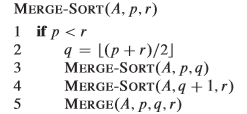 MERGE-SORT(A, p, r)
1 if p < r
2 q = ⌊(p + r)/2⌋
3 MERGE-SORT(A, p, q)
4 MERGE-SORT(A, q + 1, r)
5 MERGE(A, p, q, r)